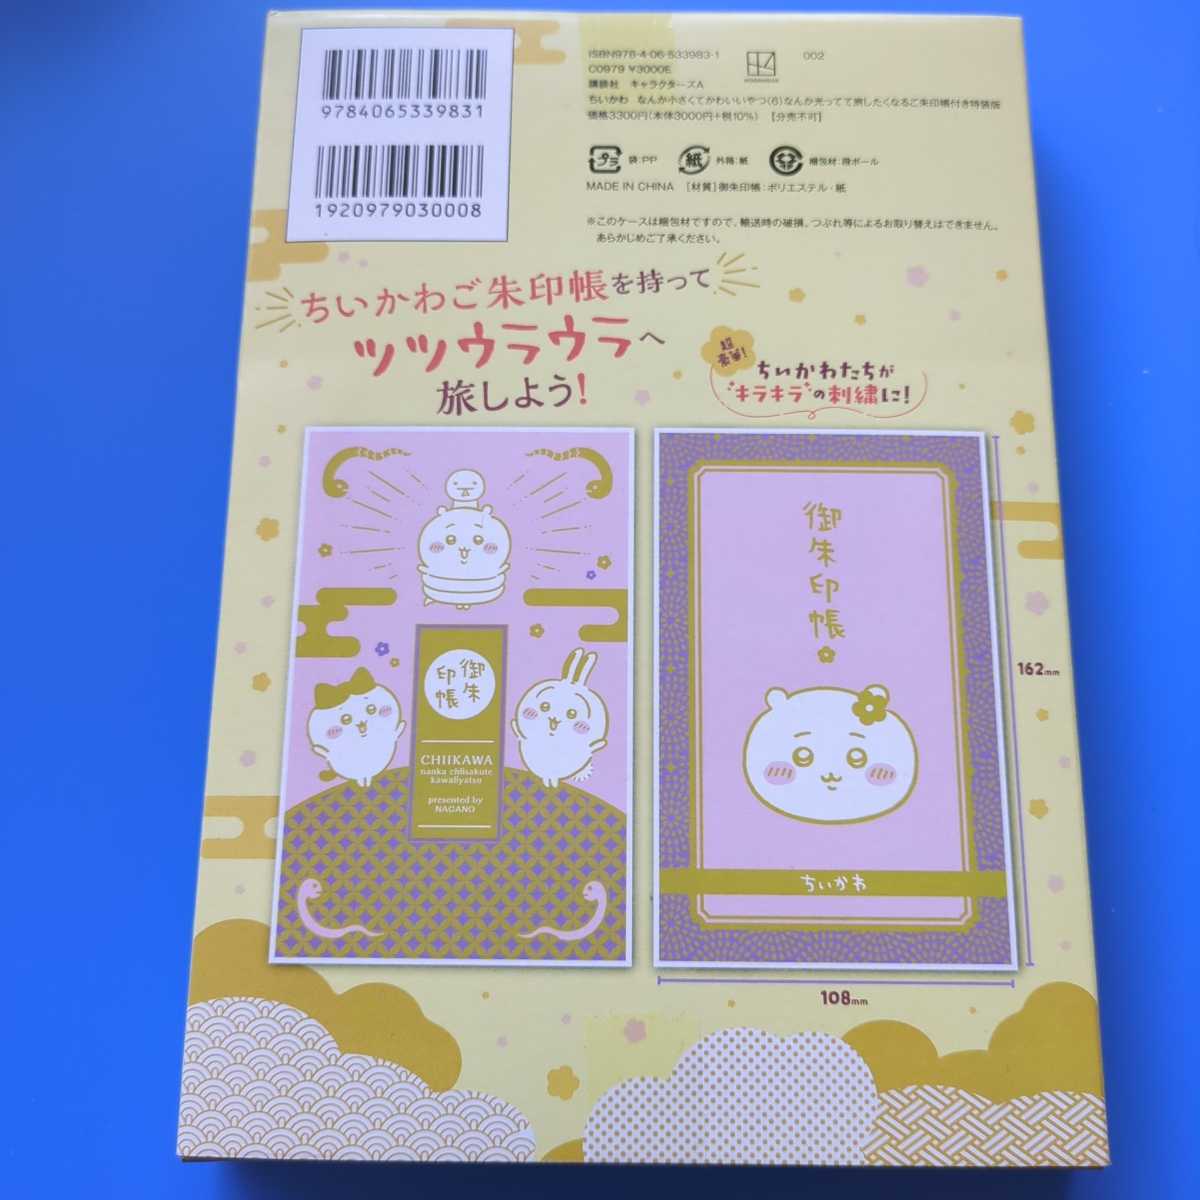 9784065339831
1920979030008
ISBN978-4-06-533983-1
C0979 ¥3000E
講談社　キャラクターズA
ちいかわ　なんか小さくてかわいいやつ(6)なんか光ってて旅したくなるご朱印帳付き特装版
価格3300円(本体3000円+税10%)　【分売不可】
002
プラ
袋:PP
紙
外箱:紙
梱包材:段ボール
MADE IN CHINA　[材質]御朱印帳:ポリエステル・紙
※このケースは梱包材ですので、輸送時の破損、つぶれ等によるお取り替えはできません。
あらかじめご了承ください。
ちいかわご朱印帳を持って
ツツウラウラへ
旅しよう!
超豪華!
ちいかわたちが
"キラキラ"の刺繍に!
御朱
印帳
CHIIKAWA
nanka chiisakute
kawaiiyatsu
presented by
NAGANO
御朱印帳
ちいかわ
162mm
108mm